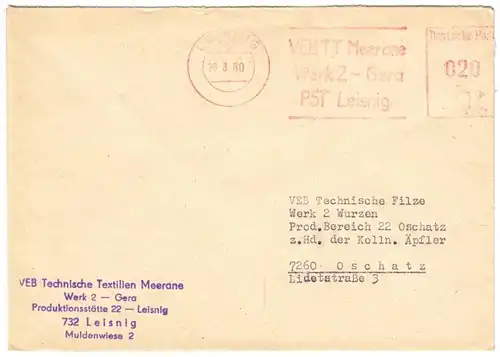 VEB TT Meerane
Werk 2 - Gera
PST Leisnig
020
VEB Technische Filze
Werk 2 Wurzen
Prod.Bereich 22 Oschatz
z.Hd. der Kolln. Äpfler
7260 Oschatz
Lidetstraße 3
VEB Technische Textilien Meerane
Werk 2 — Gera
Produktionsstätte 22 — Leisnig
732 Leisnig
Muldenwiese 2